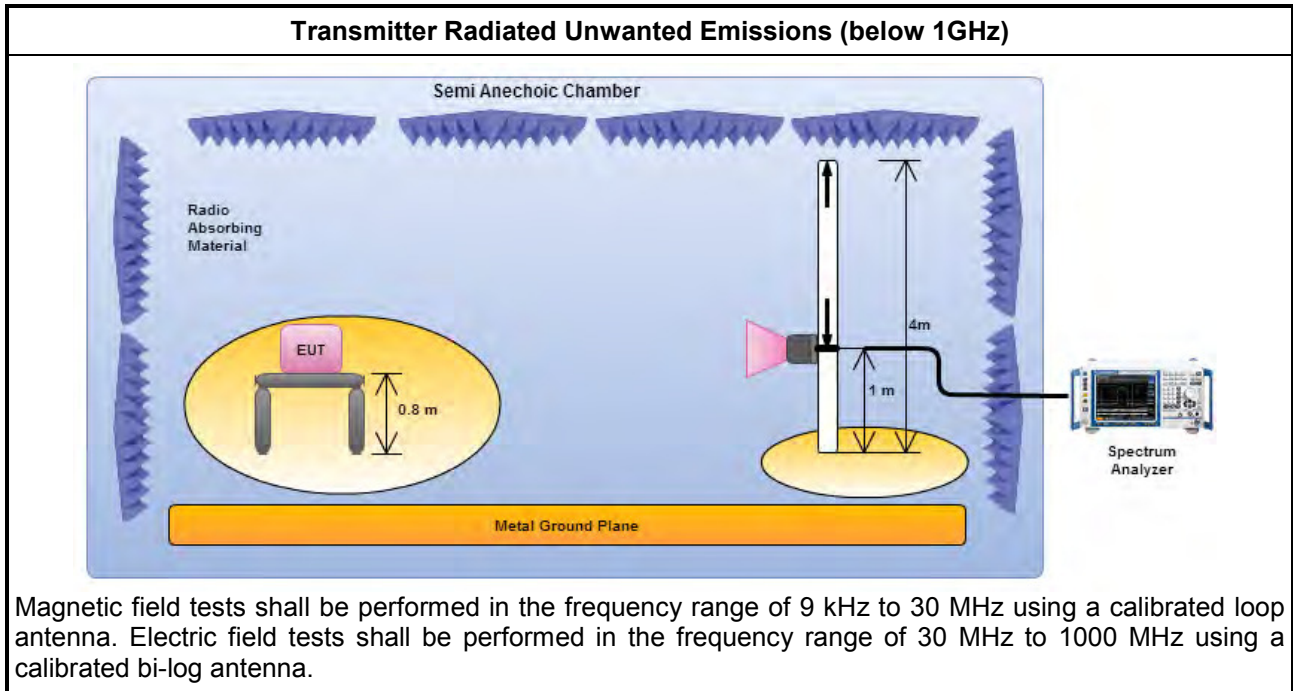 Transmitter Radiated Unwanted Emissions (below 1GHz)
Semi Anechoic Chamber
Radio
Absorbing
Material
EUT
0.8 m
4m
1 m
Spectrum
Analyzer
Metal Ground Plane
Magnetic field tests shall be performed in the frequency range of 9 kHz to 30 MHz using a calibrated loop
antenna. Electric field tests shall be performed in the frequency range of 30 MHz to 1000 MHz using a
calibrated bi-log antenna.